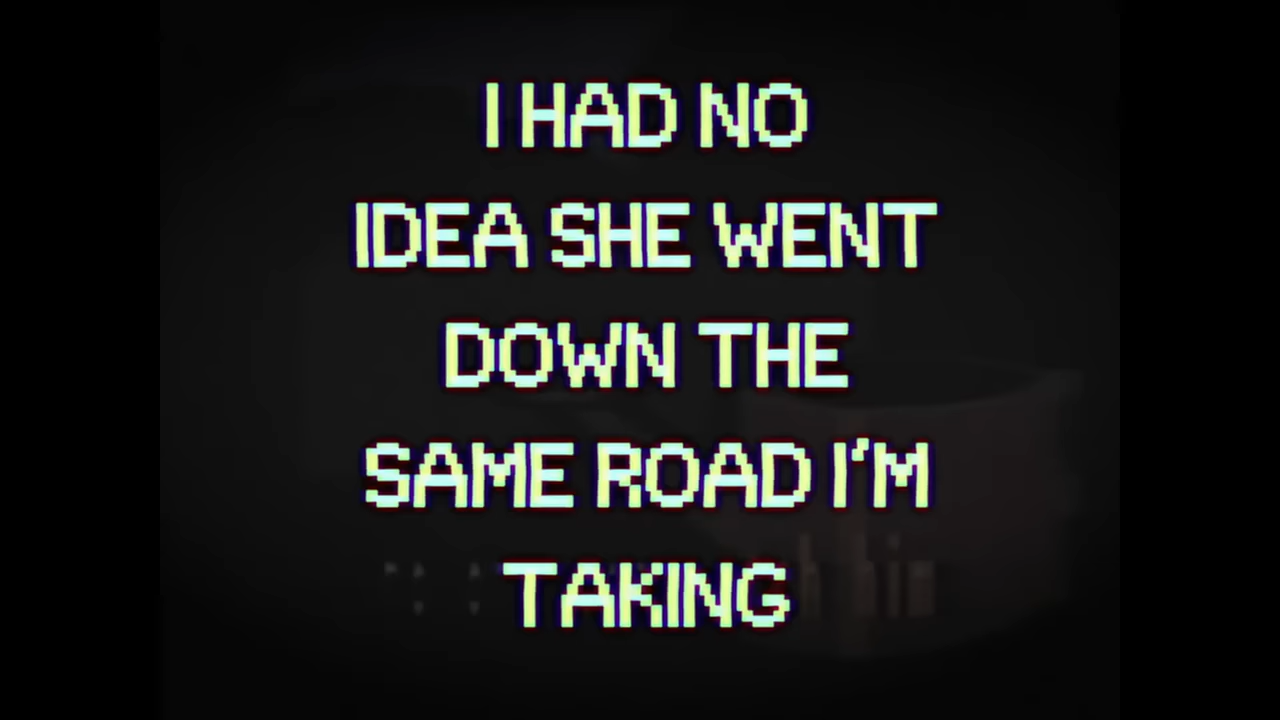 I HAD NO
IDEA SHE WENT
DOWN THE
SAME ROAD I'M
TAKING